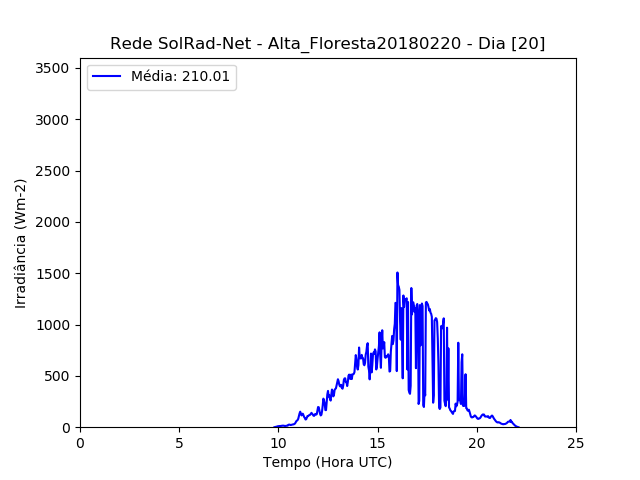 Rede SolRad-Net - Alta_Floresta20180220 - Dia [20]
Média: 210.01
3500
3000
2500
2000
1500
1000
500
0
Irradiância (Wm-2)
0 5 10 15 20 25
Tempo (Hora UTC)